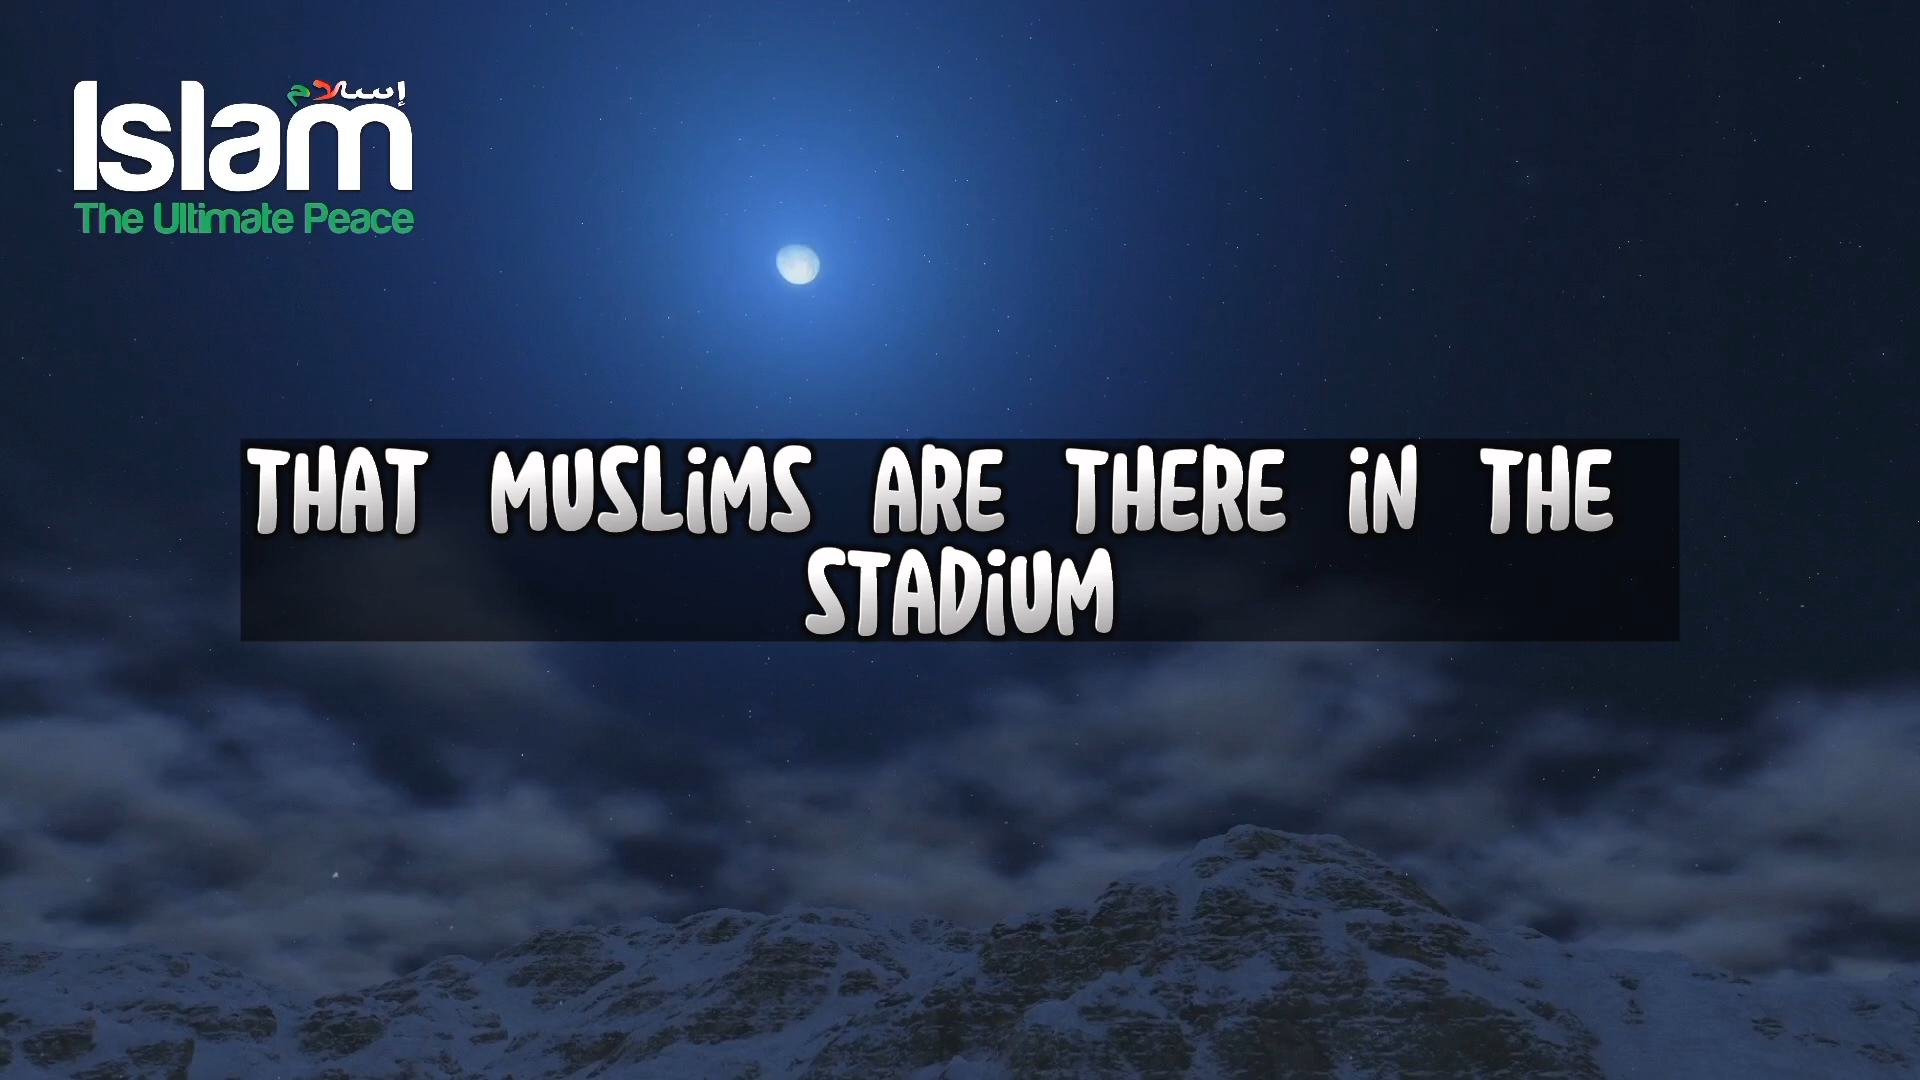 إسلام
Islam
The Ultimate Peace
THAT MUSLiMS ARE THERE iN THE
STADiUM